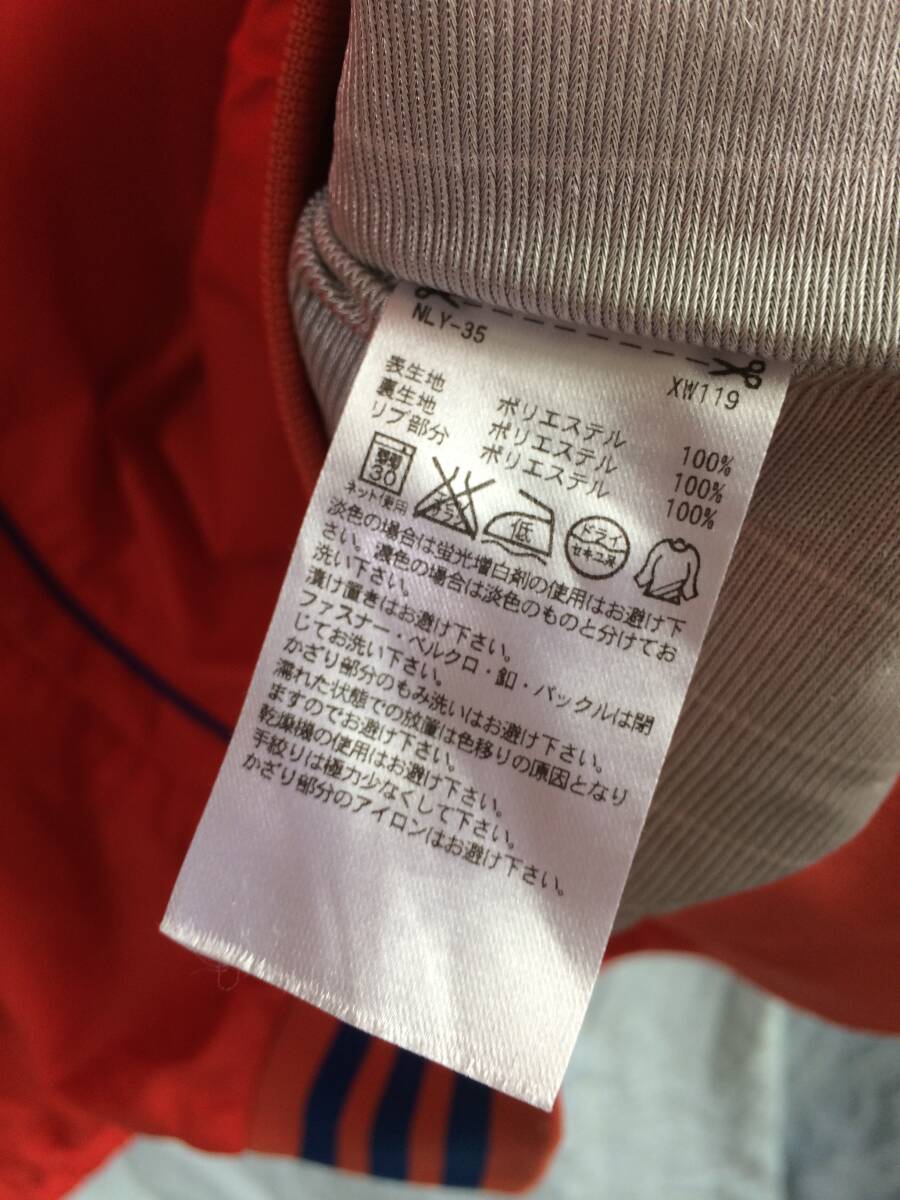 NLY-35 XW119
表生地 ポリエステル 100%
裏生地 ポリエステル 100%
リブ部分 ポリエステル 100%
弱 30 エンソサラシ 低 ドライ セキユ系
ネット使用
淡色の場合は蛍光増白剤の使用はお避け下
さい。濃色の場合は淡色のものと分けてお
洗い下さい。
漬け置きはお避け下さい。
ファスナー・ベルクロ・釦・バックルは閉
じてお洗い下さい。
かざり部分のもみ洗いはお避け下さい。
濡れた状態での放置は色移りの原因となり
ますのでお避け下さい。
乾燥機の使用はお避け下さい。
手絞りは極力少なくして下さい。
かざり部分のアイロンはお避け下さい。